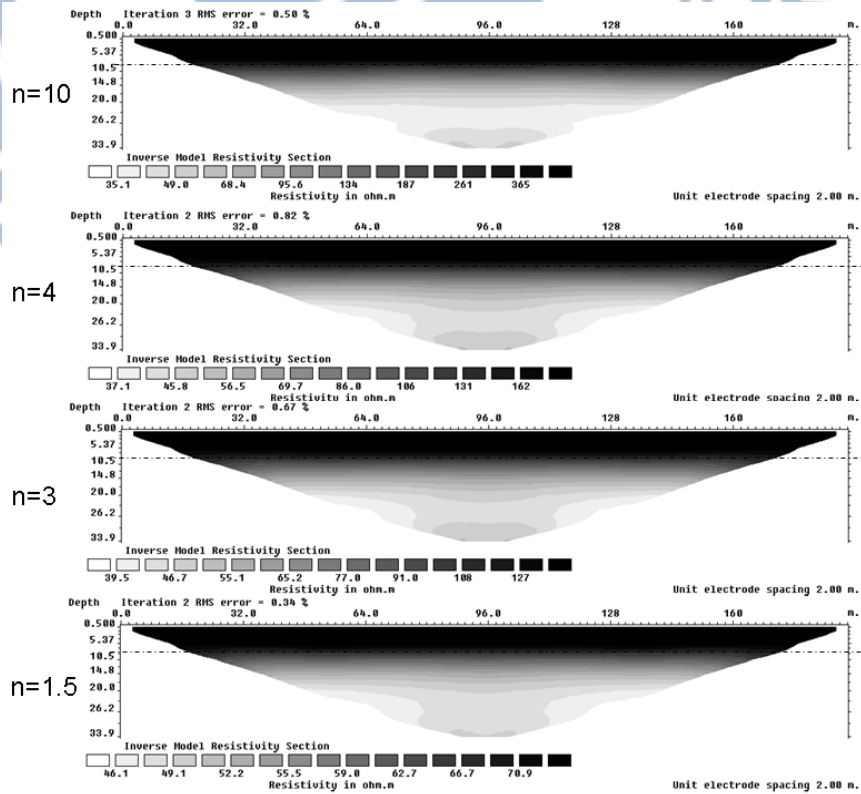 Depth Iteration 3 RMS error = 0.50 %
0.0 32.0 64.0 96.0 128 160 m.
0.500
5.37
10.5
14.8
20.0
26.2
33.9
n=10
Inverse Model Resistivity Section
35.1 49.0 68.4 95.6 134 187 261 365
Resistivity in ohm.m Unit electrode spacing 2.00 m.
Depth Iteration 2 RMS error = 0.82 %
0.0 32.0 64.0 96.0 128 160 m.
0.500
5.37
10.5
14.8
20.0
26.2
33.9
n=4
Inverse Model Resistivity Section
37.1 45.8 56.5 69.7 86.0 106 131 162
Resistivity in ohm.m Unit electrode spacing 2.00 m.
Depth Iteration 2 RMS error = 0.67 %
0.0 32.0 64.0 96.0 128 160 m.
0.500
5.37
10.5
14.8
20.0
26.2
33.9
n=3
Inverse Model Resistivity Section
39.5 46.7 55.1 65.2 77.0 91.0 108 127
Resistivity in ohm.m Unit electrode spacing 2.00 m.
Depth Iteration 2 RMS error = 0.34 %
0.0 32.0 64.0 96.0 128 160 m.
0.500
5.37
10.5
14.8
20.0
26.2
33.9
n=1.5
Inverse Model Resistivity Section
46.1 49.1 52.2 55.5 59.0 62.7 66.7 70.9
Resistivity in ohm.m Unit electrode spacing 2.00 m.